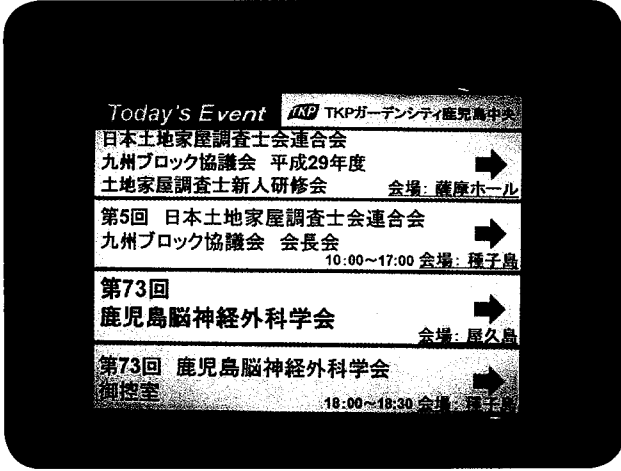 Today's Event TKP TKPガーデンシティ鹿児島中央
日本土地家屋調査士会連合会
九州ブロック協議会 平成29年度
土地家屋調査士新人研修会 会場: 薩摩ホール
第5回 日本土地家屋調査士会連合会
九州ブロック協議会 会長会
10:00~17:00 会場: 種子島
第73回
鹿児島脳神経外科学会
会場: 屋久島
第73回 鹿児島脳神経外科学会
御控室
18:00~18:30 会場: 種子島